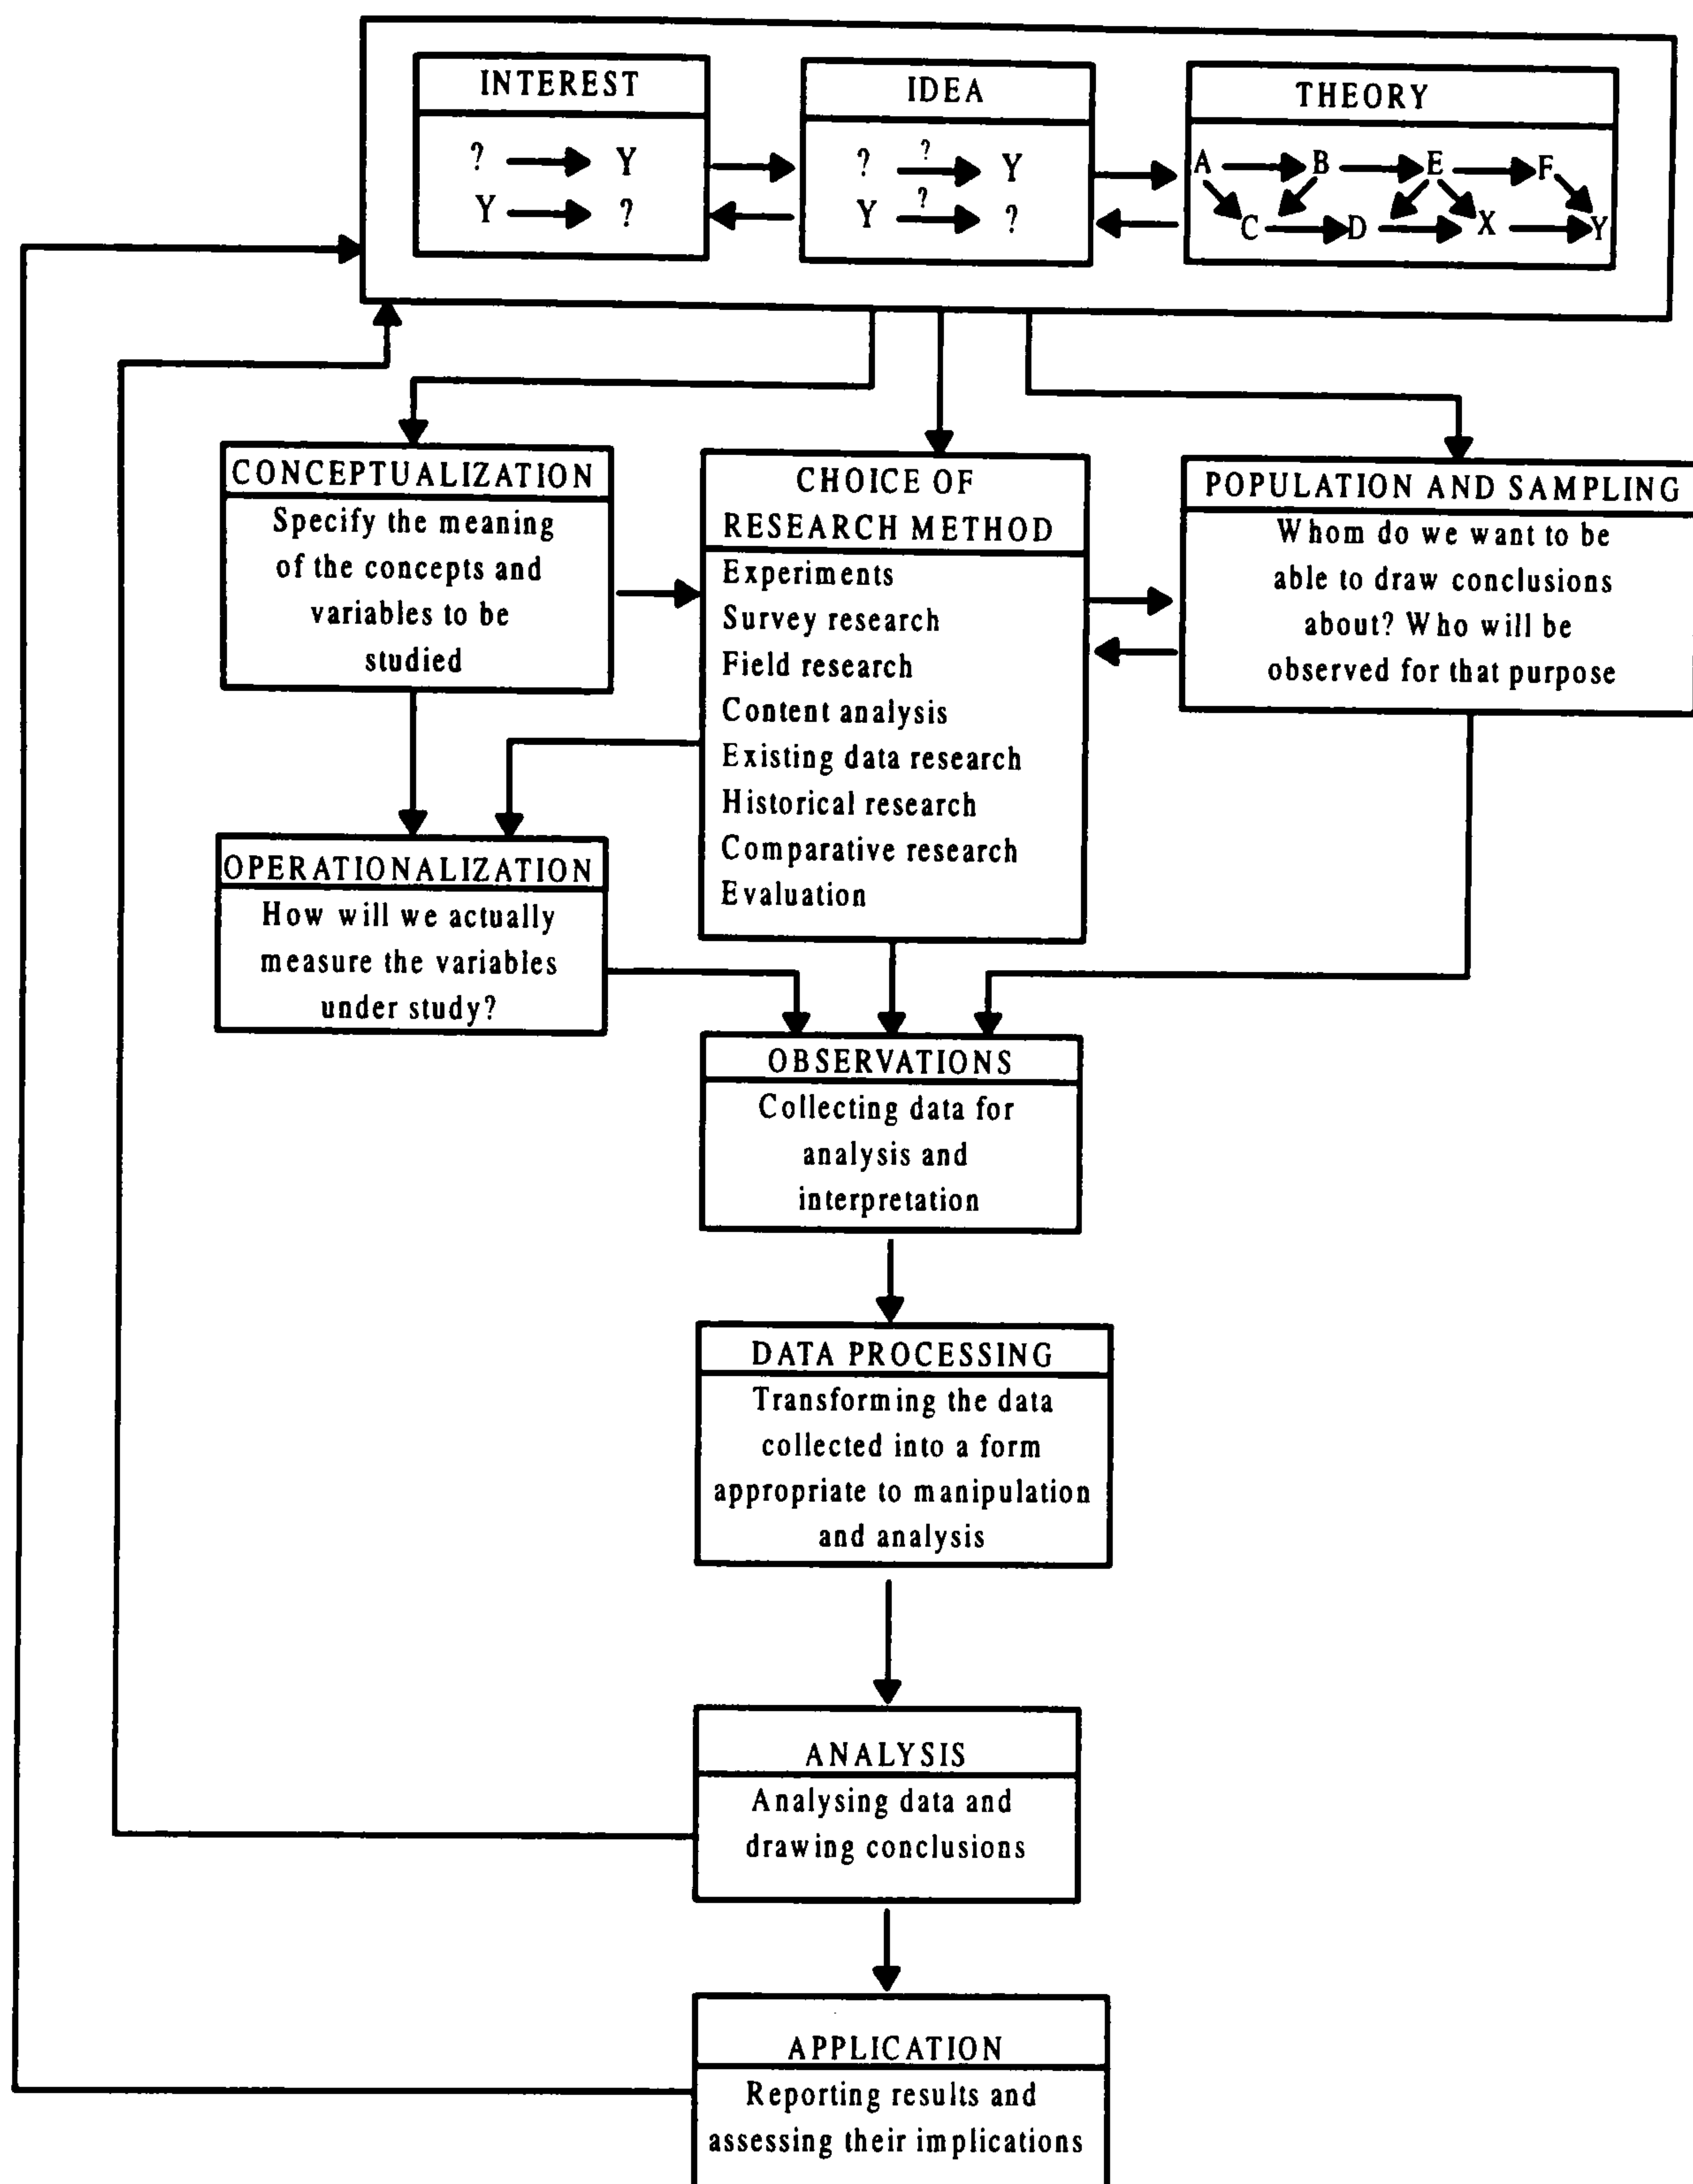 INTEREST
? Y
Y ?
IDEA
? ? Y
Y ? ?
THEORY
A B E F
C D X Y
CONCEPTUALIZATION
Specify the meaning
of the concepts and
variables to be
studied
CHOICE OF
RESEARCH METHOD
Experiments
Survey research
Field research
Content analysis
Existing data research
Historical research
Comparative research
Evaluation
POPULATION AND SAMPLING
Whom do we want to be
able to draw conclusions
about? Who will be
observed for that purpose
OPERATIONALIZATION
How will we actually
measure the variables
under study?
OBSERVATIONS
Collecting data for
analysis and
interpretation
DATA PROCESSING
Transforming the data
collected into a form
appropriate to manipulation
and analysis
ANALYSIS
Analysing data and
drawing conclusions
APPLICATION
Reporting results and
assessing their implications